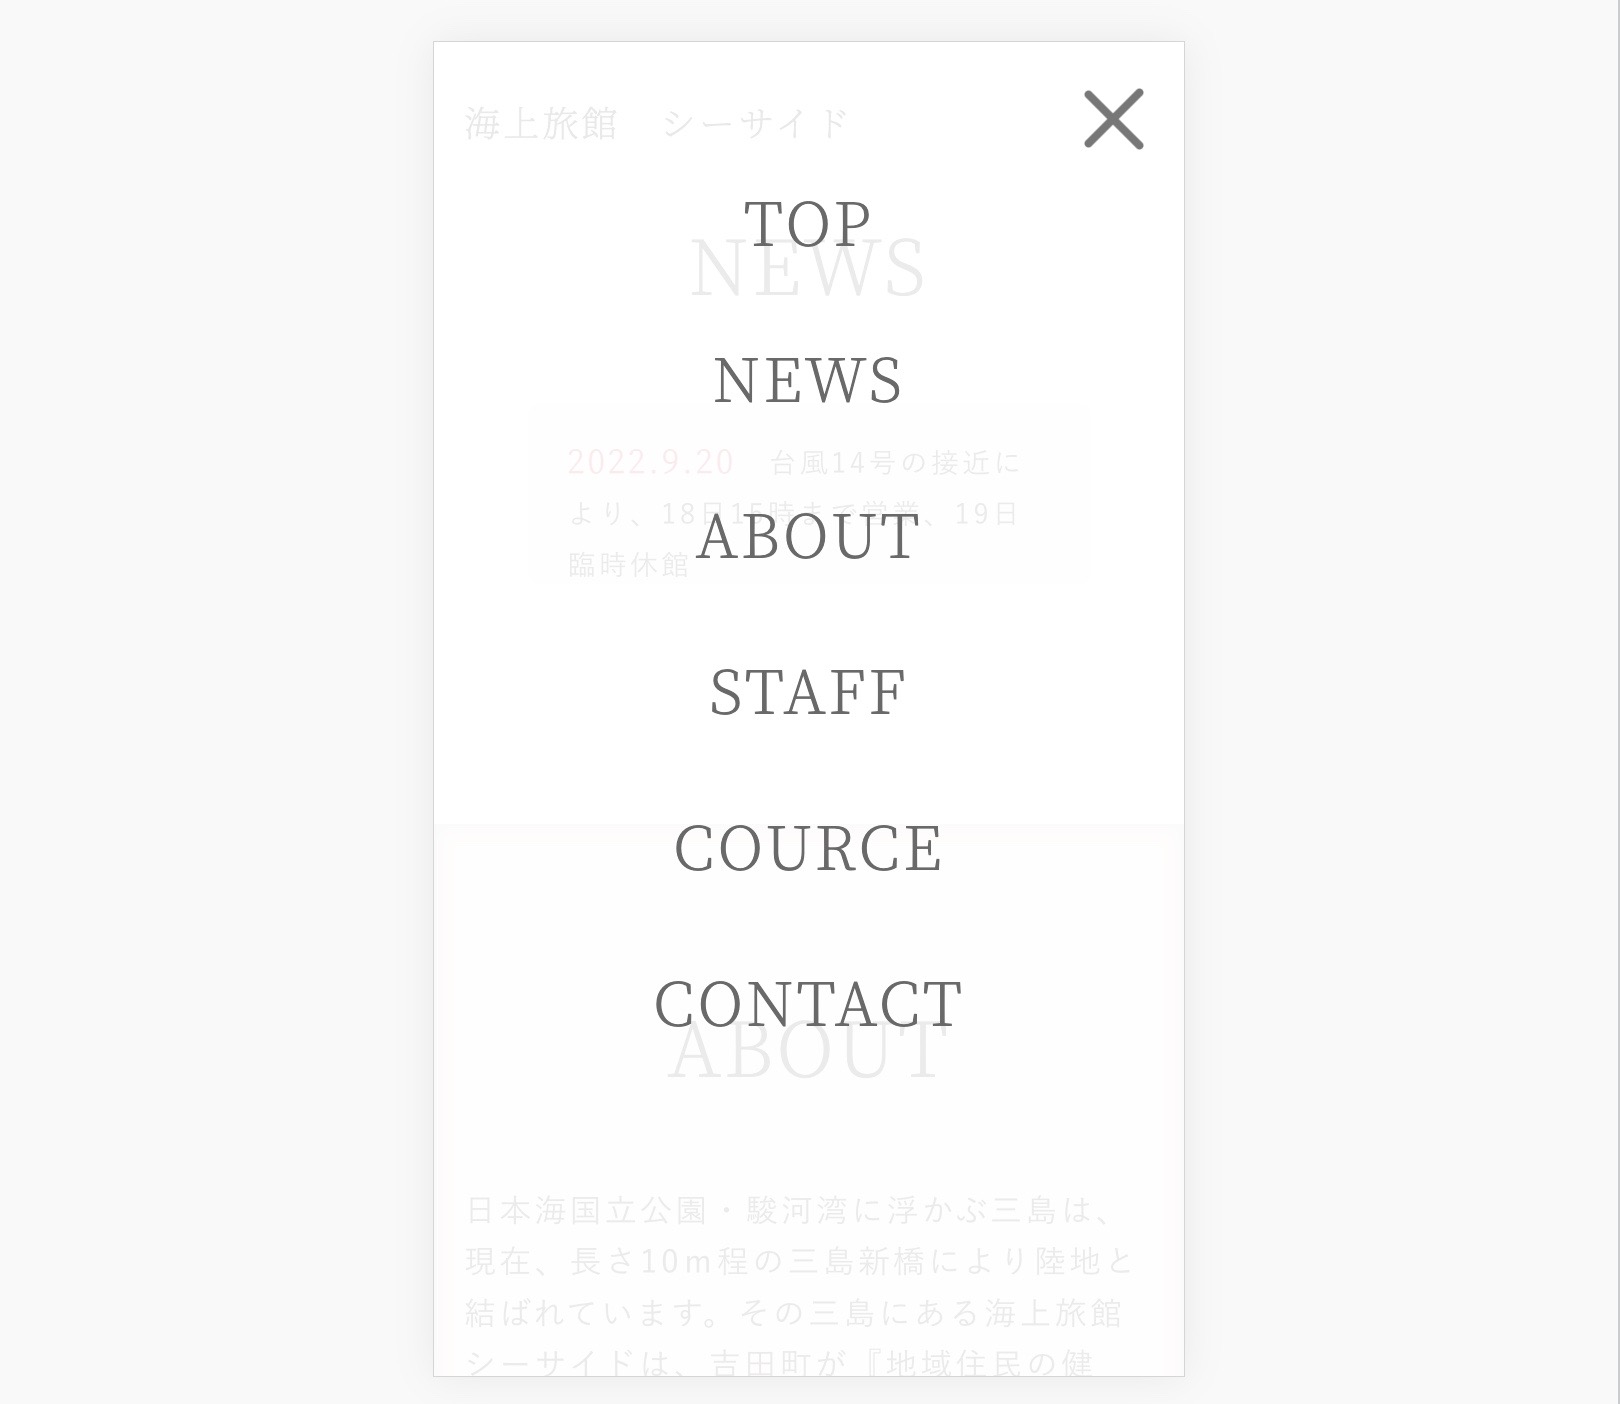 海上旅館　シーサイド
TOP
NEWS
NEWS
2022.9.20　台風14号の接近に
より、18日15時まで営業、19日
臨時休館
ABOUT
STAFF
COURCE
CONTACT
ABOUT
日本海国立公園・駿河湾に浮かぶ三島は、
現在、長さ10m程の三島新橋により陸地と
結ばれています。その三島にある海上旅館
シーサイドは、吉田町が『地域住民の健